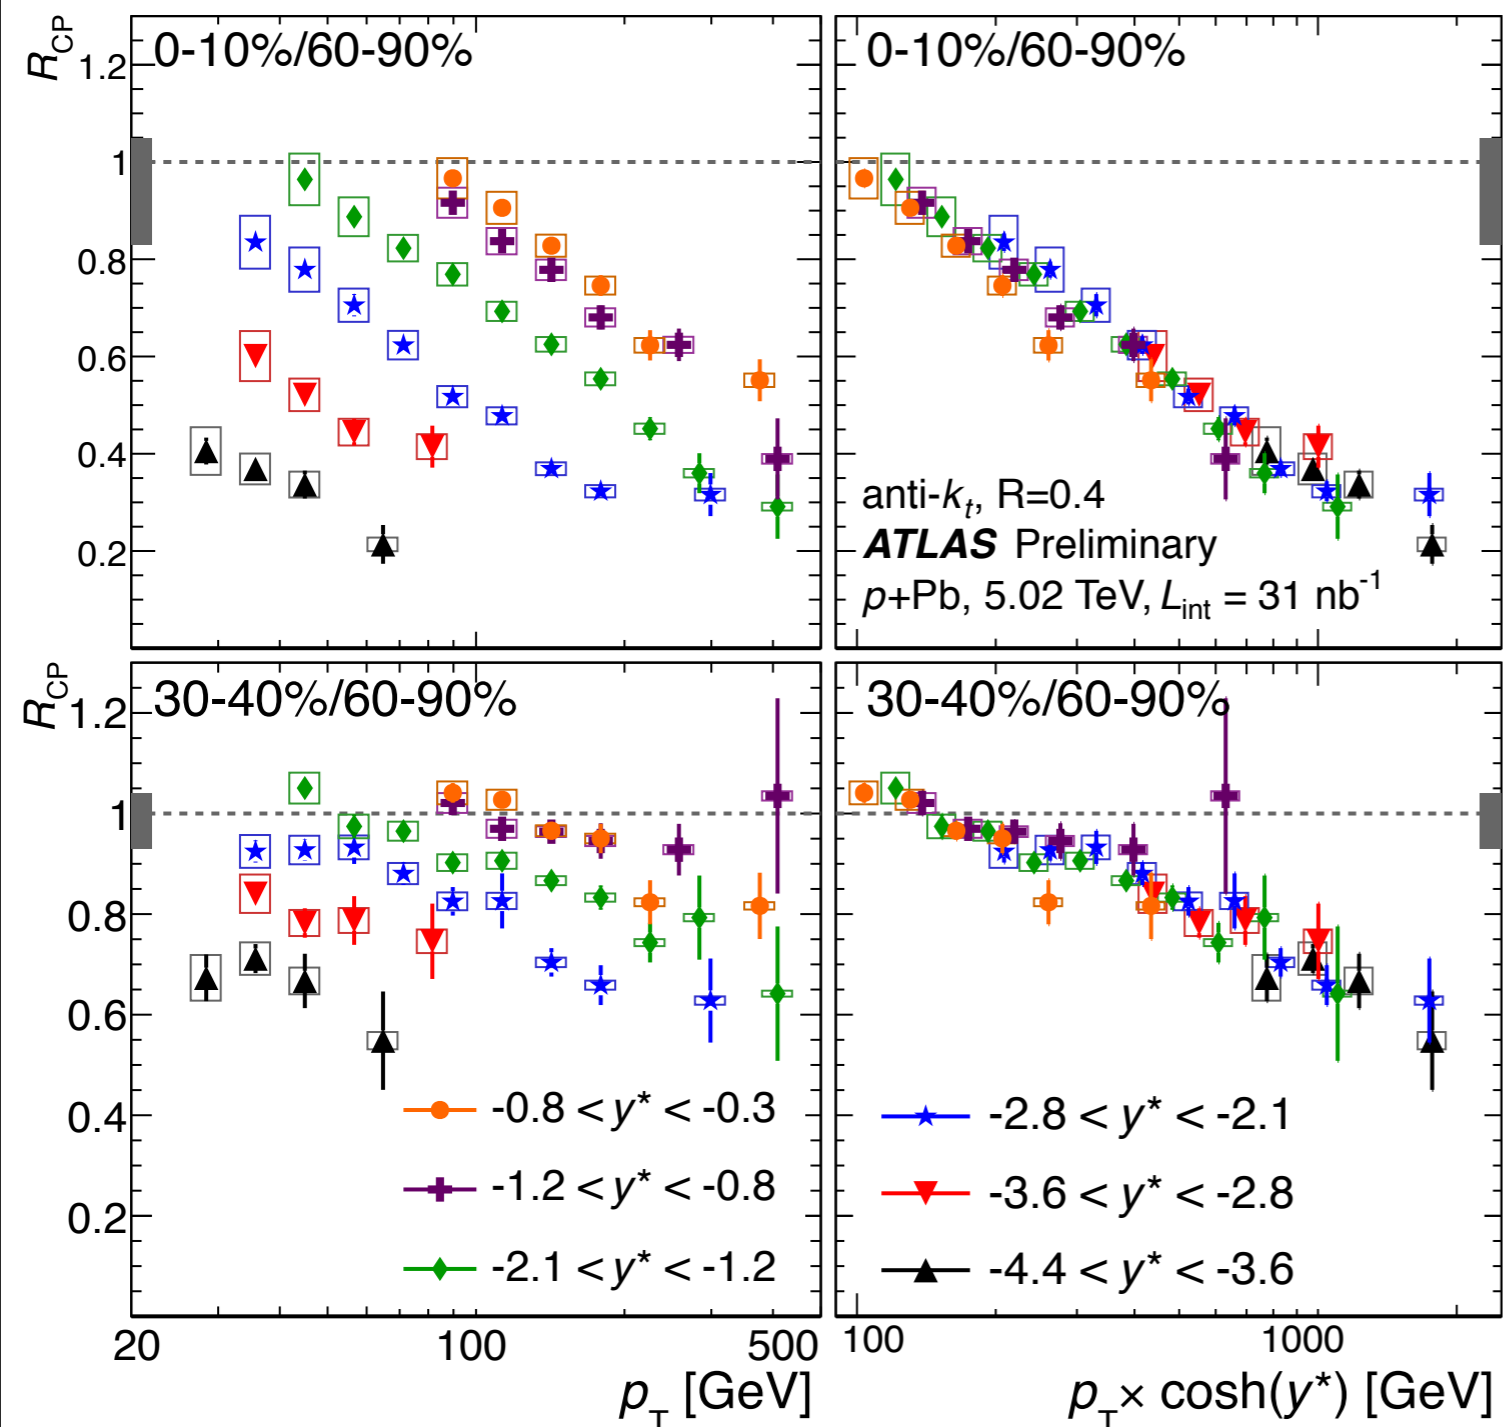 R_CP
0-10%/60-90%
1.2
1
0.8
0.6
0.4
0.2
0-10%/60-90%
anti-k_t, R=0.4
ATLAS Preliminary
p+Pb, 5.02 TeV, L_int = 31 nb^-1
R_CP
30-40%/60-90%
1.2
1
0.8
0.6
0.4
0.2
-0.8 < y* < -0.3
-1.2 < y* < -0.8
-2.1 < y* < -1.2
20 100 500
p_T [GeV]
30-40%/60-90%
-2.8 < y* < -2.1
-3.6 < y* < -2.8
-4.4 < y* < -3.6
100 1000
p_T × cosh(y*) [GeV]